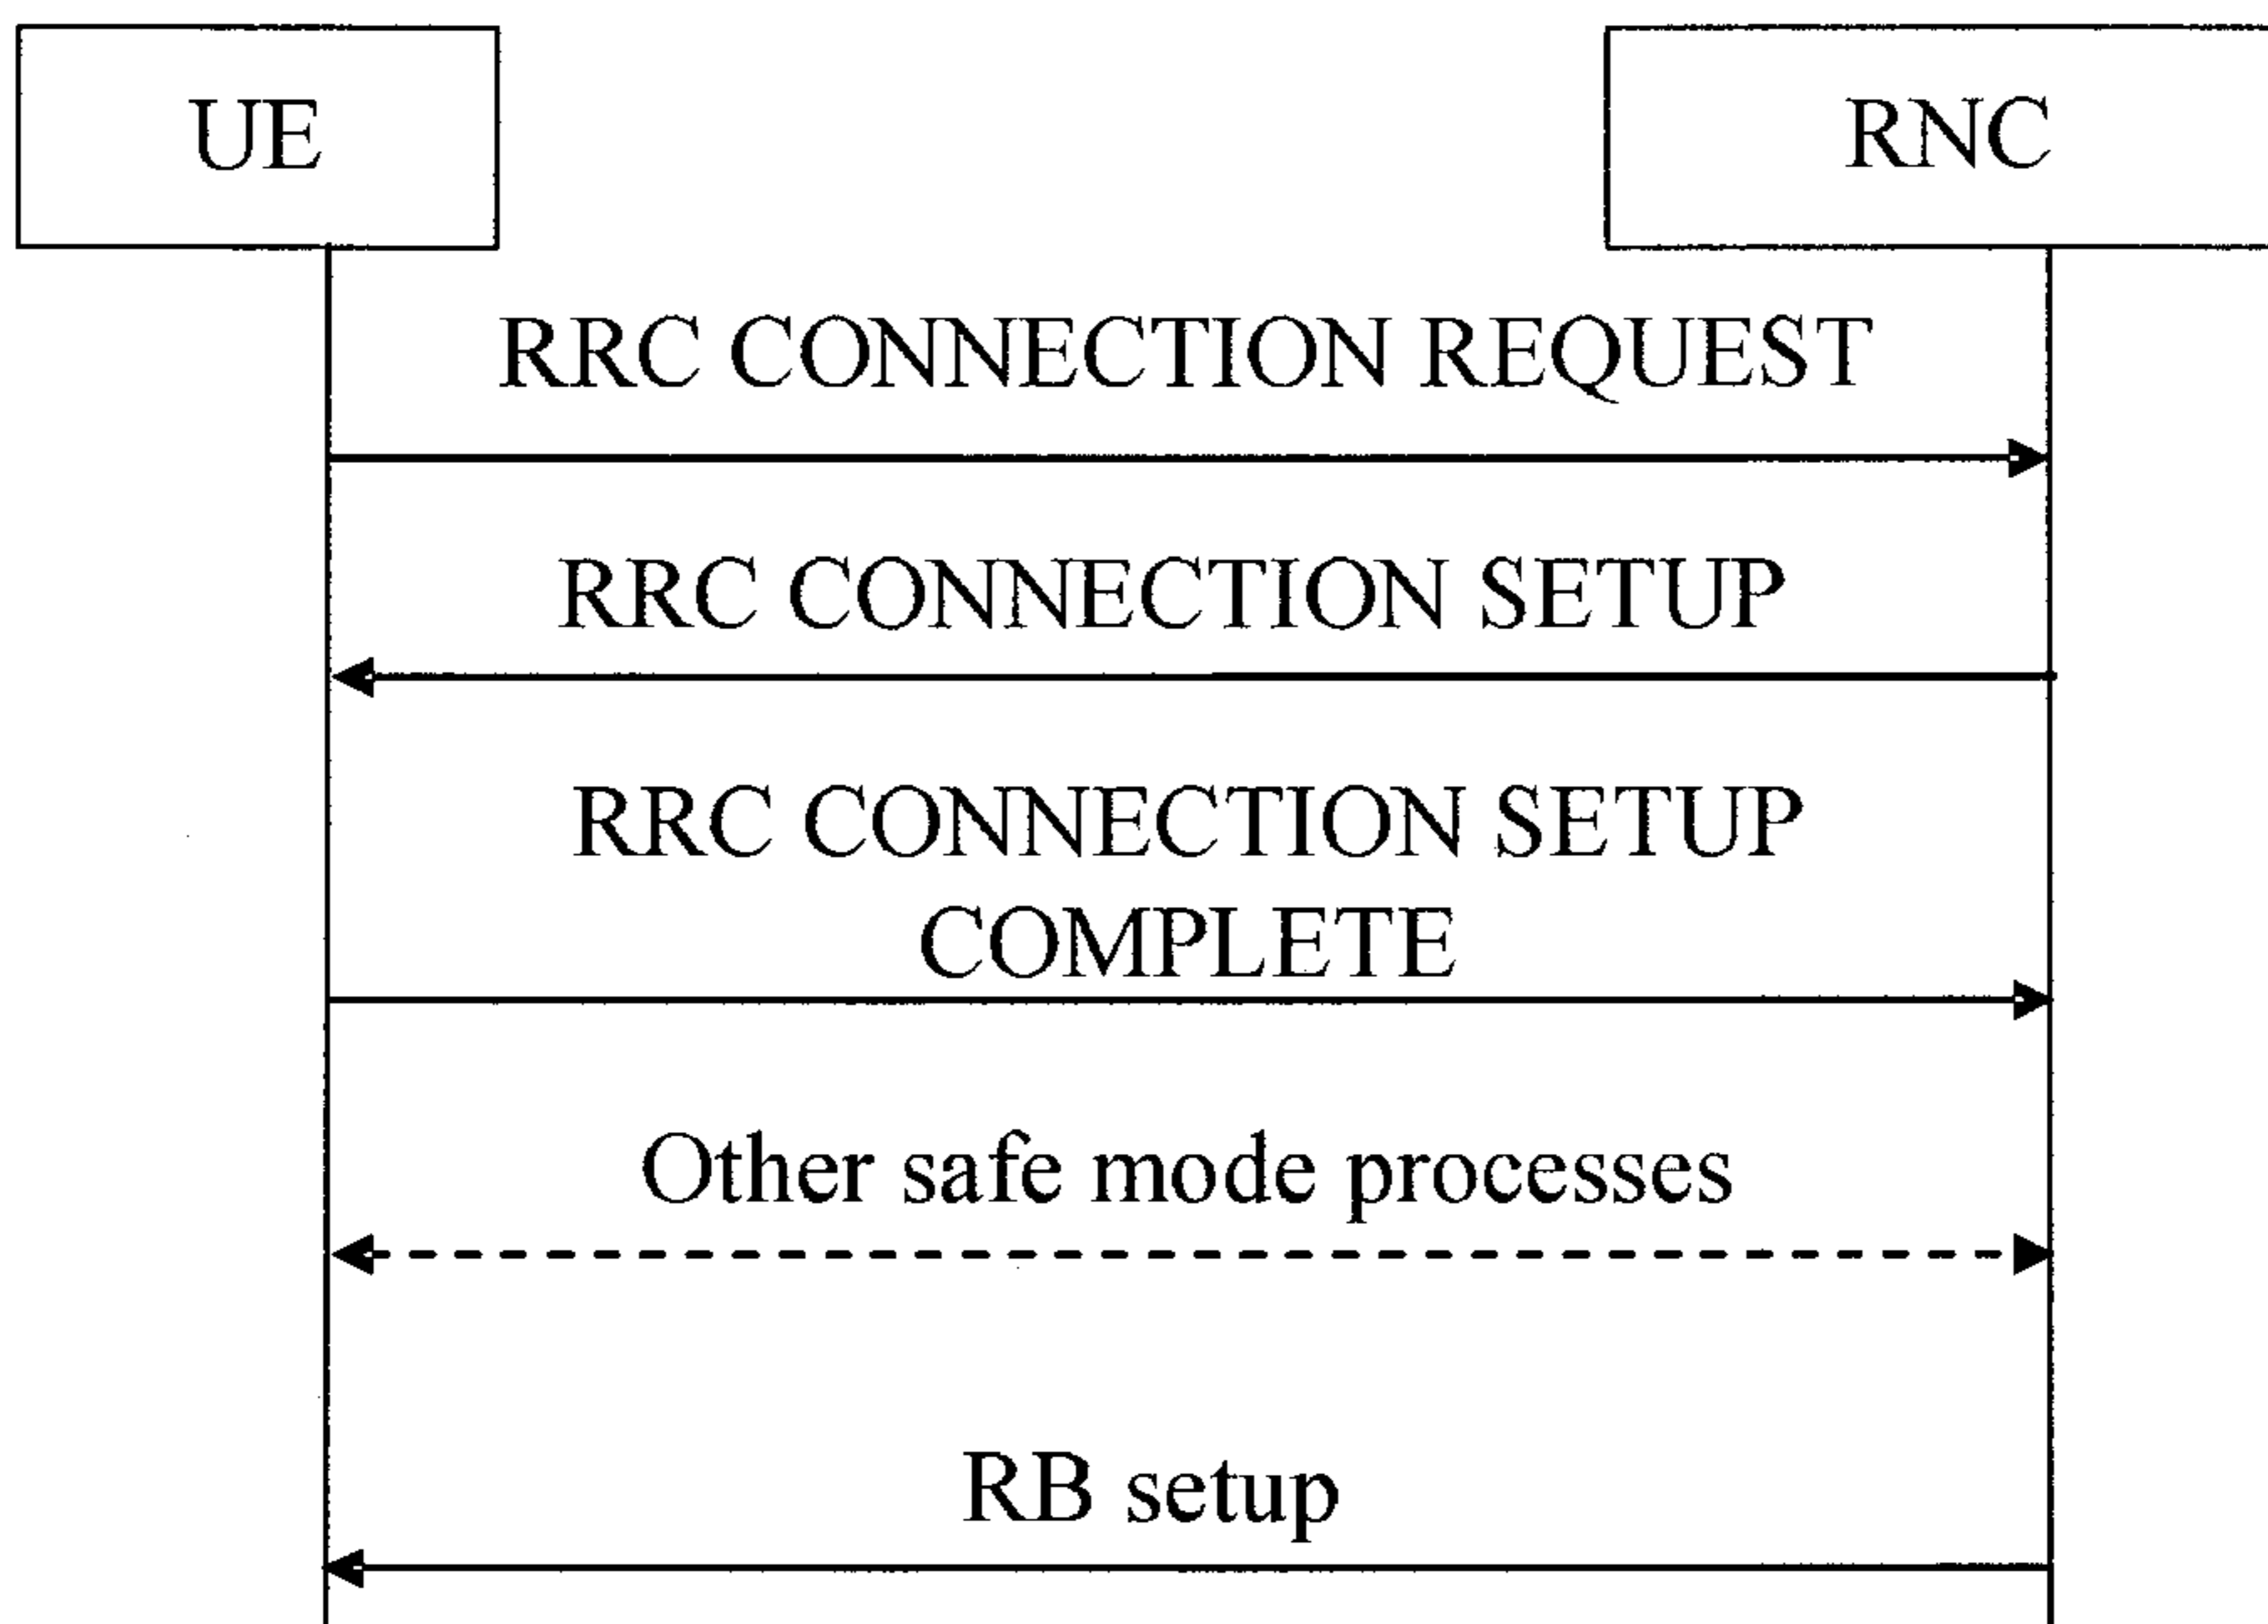 UE
RNC
RRC CONNECTION REQUEST
RRC CONNECTION SETUP
RRC CONNECTION SETUP
COMPLETE
Other safe mode processes
RB setup